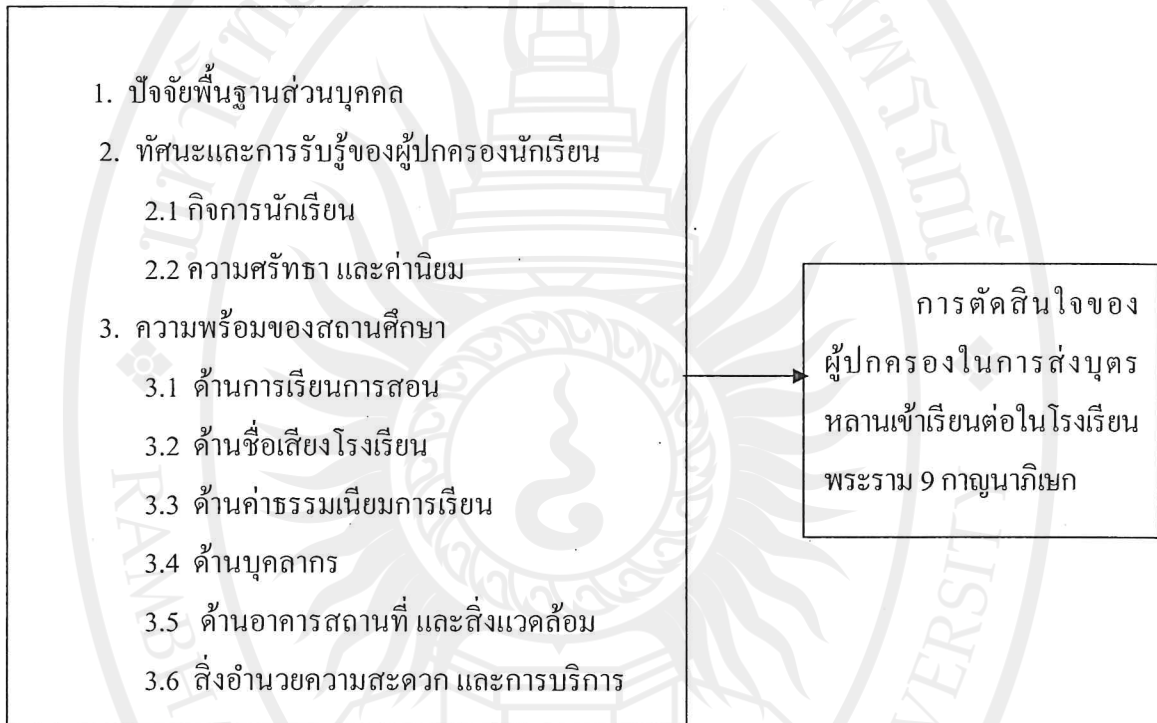 1. ปัจจัยพื้นฐานส่วนบุคคล
2. ทัศนะและการรับรู้ของผู้ปกครองนักเรียน
2.1 กิจการนักเรียน
2.2 ความศรัทธา และค่านิยม
3. ความพร้อมของสถานศึกษา
3.1 ด้านการเรียนการสอน
3.2 ด้านชื่อเสียงโรงเรียน
3.3 ด้านค่าธรรมเนียมการเรียน
3.4 ด้านบุคลากร
3.5 ด้านอาคารสถานที่ และสิ่งแวดล้อม
3.6 สิ่งอำนวยความสะดวก และการบริการ
การตัดสินใจของ
ผู้ปกครองในการส่งบุตร
หลานเข้าเรียนต่อในโรงเรียน
พระราม 9 กาญนาภิเษก